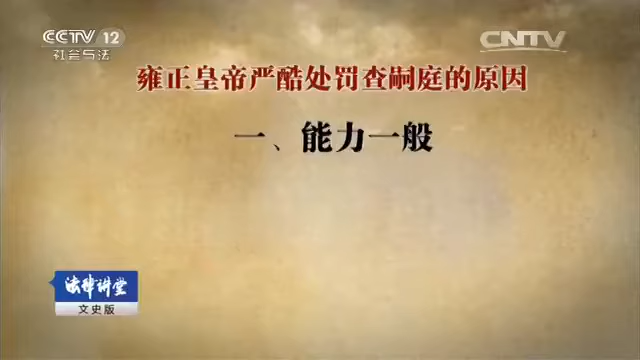 CCTV 12
社会与法
CNTV
雍正皇帝严酷处罚查嗣庭的原因
一、能力一般
法律讲堂
文史版